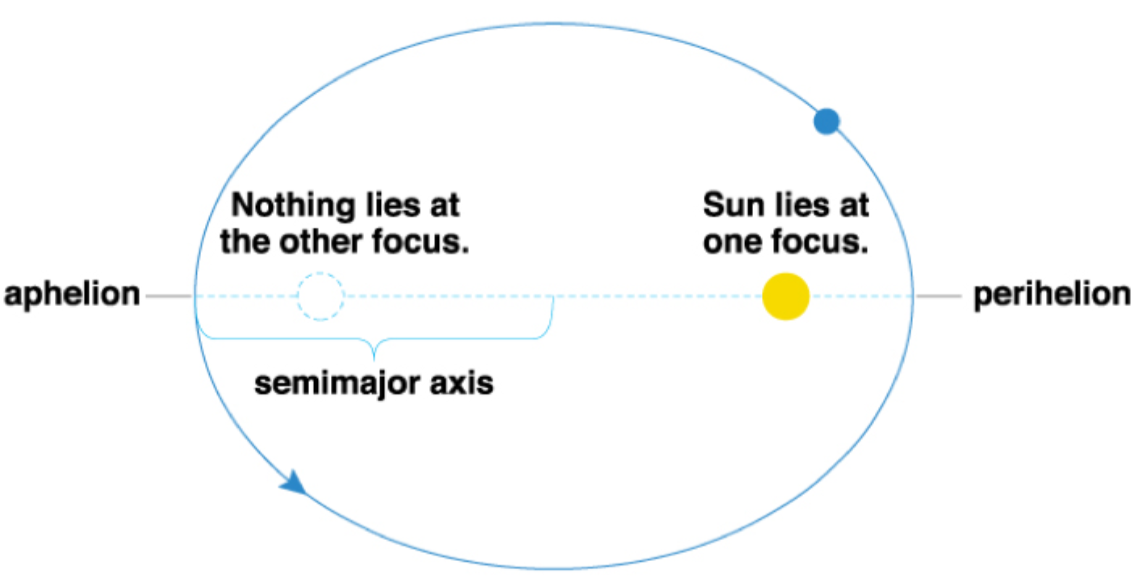 Nothing lies at
the other focus.
Sun lies at
one focus.
aphelion
perihelion
semimajor axis